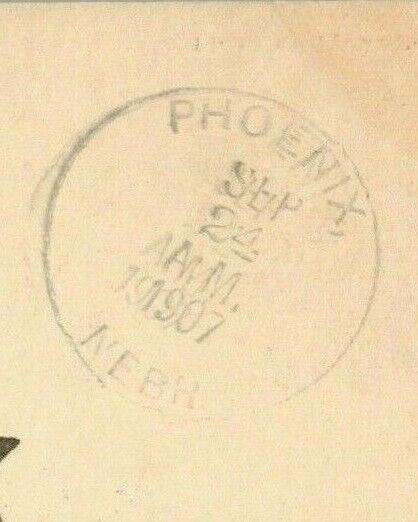 PHOENIX,
SEP
24
A.M.
1907
NEBR.